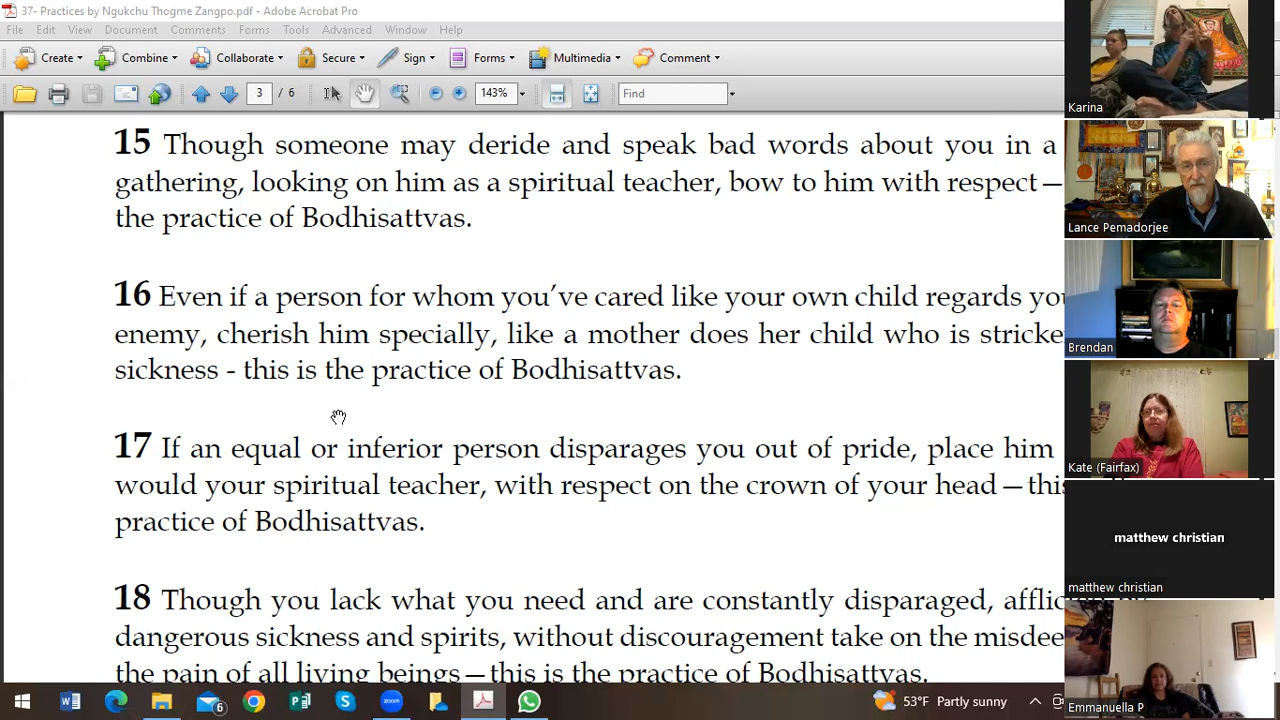 37- Practices by Ngukchu Thogme Zangpo.pdf - Adobe Acrobat Pro
File Edit View Document Comments Forms Tools Advanced Window Help
Create Combine Collaborate Secure Sign Forms Multimedia Comment
3 / 6 143% Find
15 Though someone may deride and speak bad words about you in a
gathering, looking on him as a spiritual teacher, bow to him with respect—
the practice of Bodhisattvas.
16 Even if a person for whom you've cared like your own child regards
enemy, cherish him specially, like a mother does her child who is
sickness - this is the practice of Bodhisattvas.
17 If an equal or inferior person disparages you out of pride, place him
would your spiritual teacher, with respect on the crown of your head—
practice of Bodhisattvas.
18 Though you lack what you need and are constantly disparaged,
dangerous sickness and spirits, without discouragement take on the
the pain of all living beings—this is the practice of Bodhisattvas.
Karina
Lance Pemadorjee
Brendan
Kate (Fairfax)
matthew christian
matthew christian
Emmanuella P
6
zoom
53°F Partly sunny